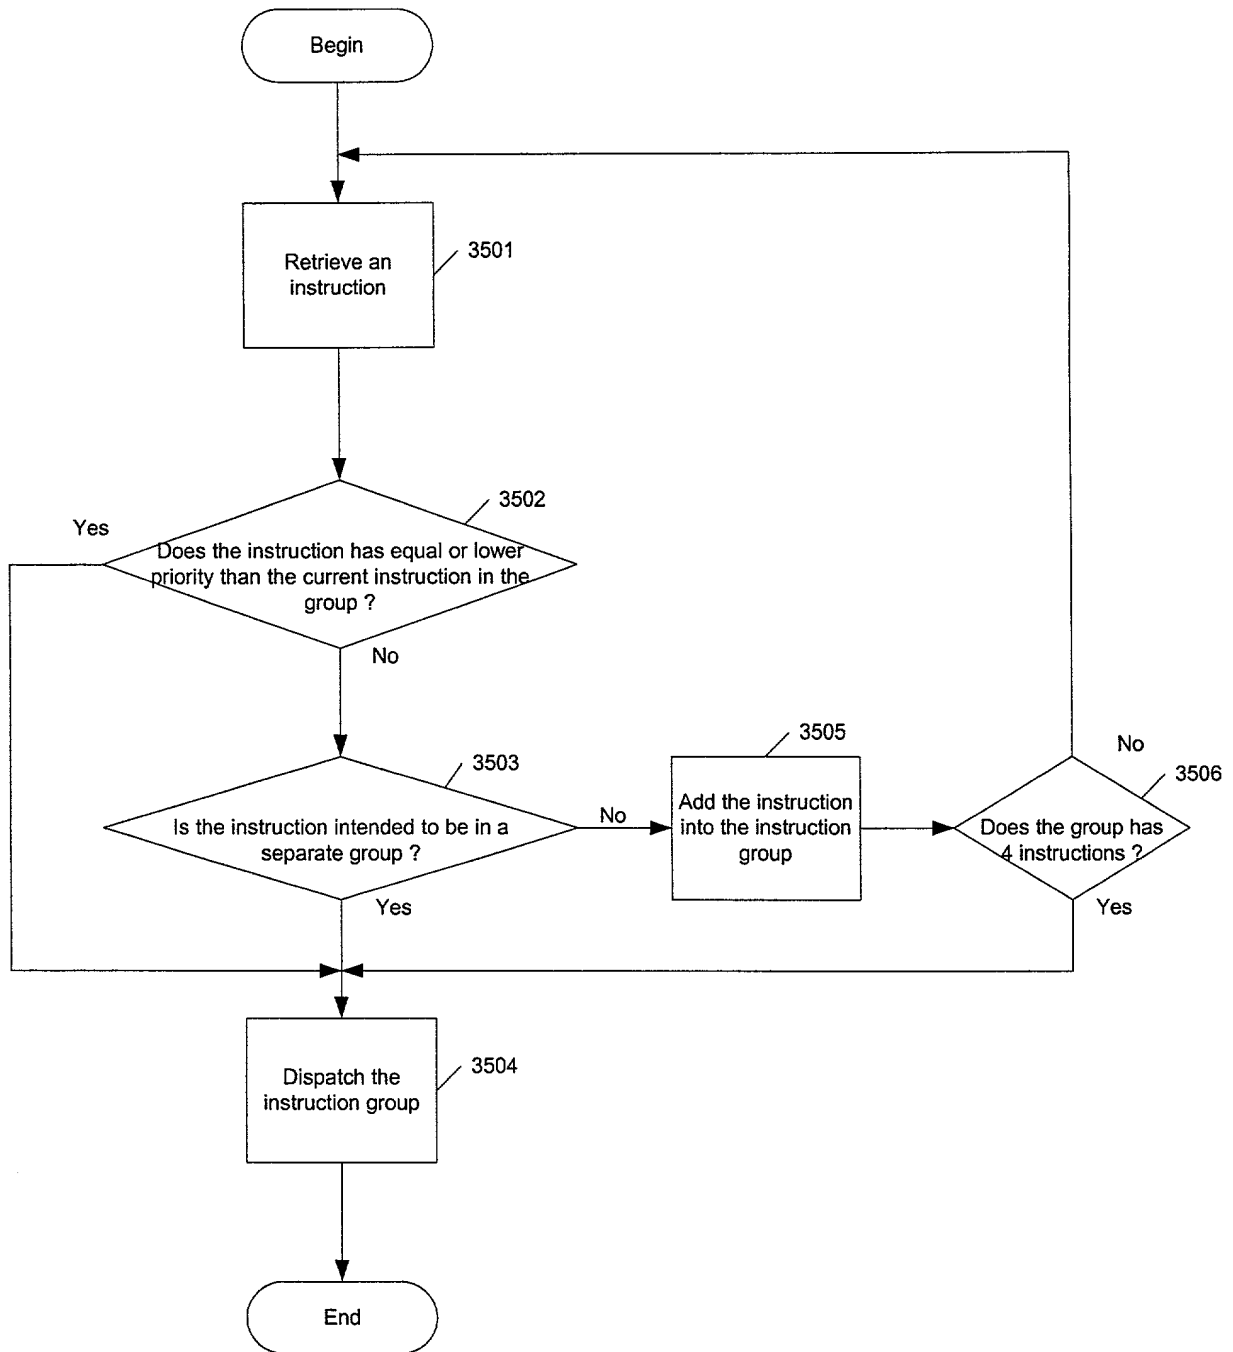 Begin
Retrieve an
instruction
3501
3502
Yes
Does the instruction has equal or lower
priority than the current instruction in the
group ?
No
3503
Is the instruction intended to be in a
separate group ?
No
Yes
3505
Add the instruction
into the instruction
group
No
3506
Does the group has
4 instructions ?
Yes
Dispatch the
instruction group
3504
End